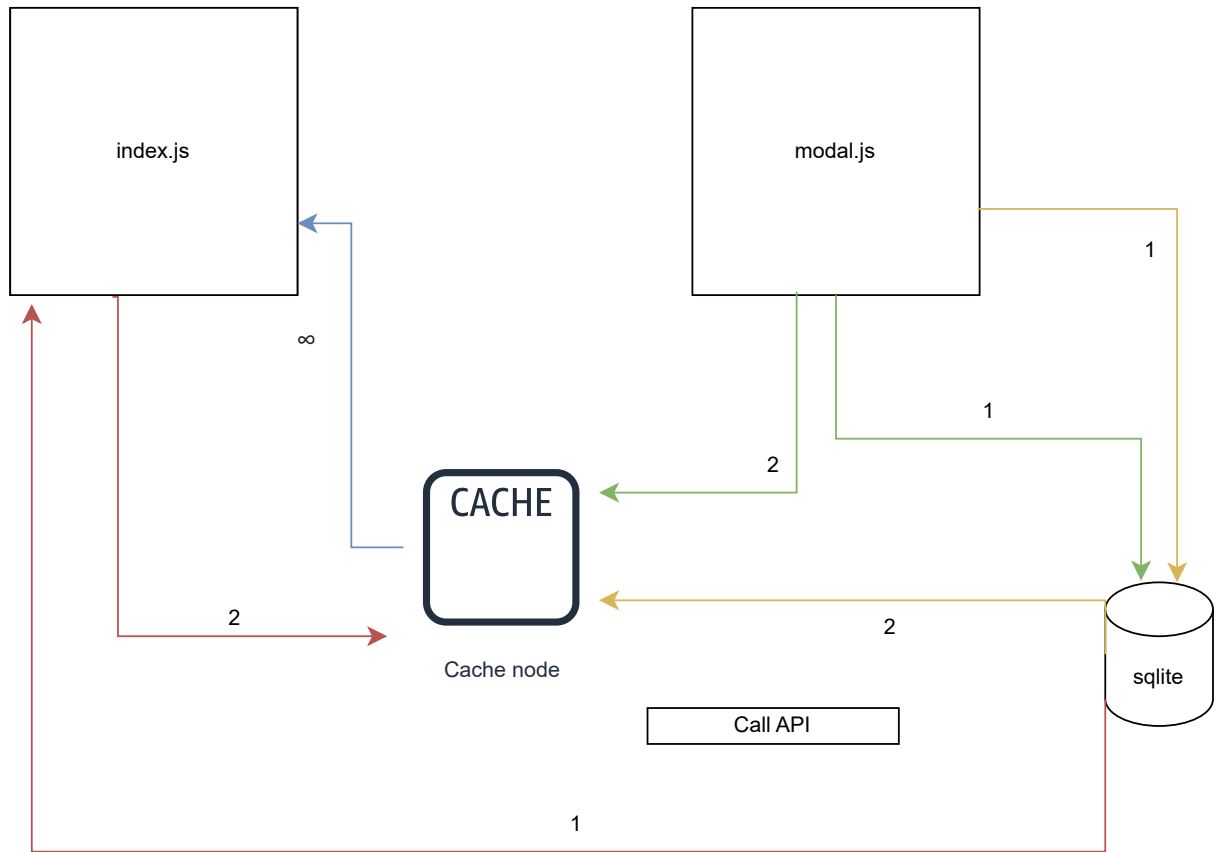 index.js
modal.js
1
∞
1
2
CACHE
2
2
Cache node
sqlite
Call API
1